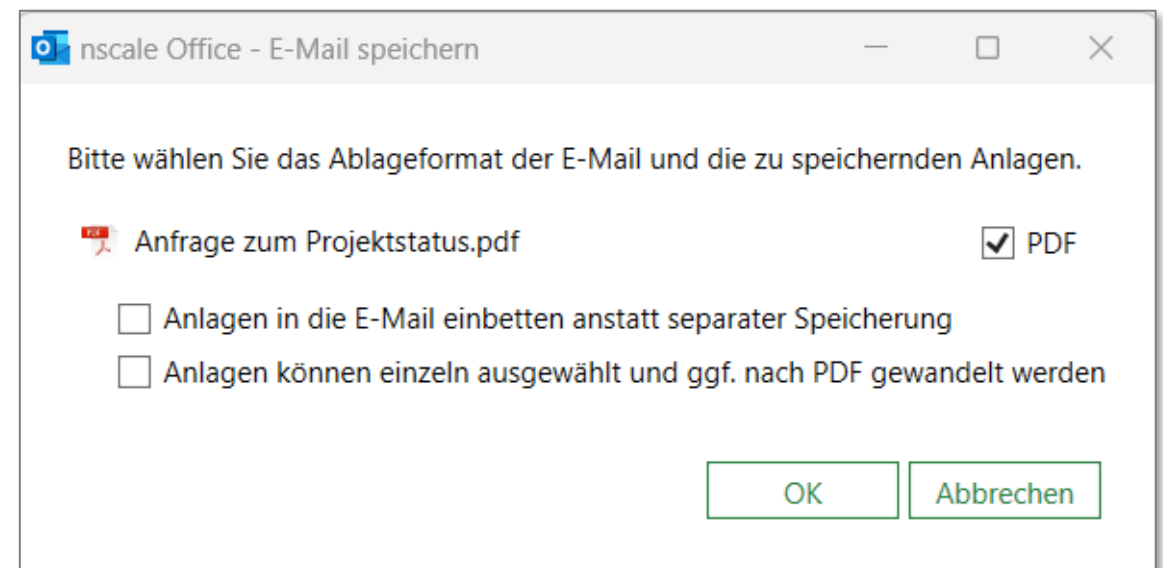 nscale Office - E-Mail speichern
Bitte wählen Sie das Ablageformat der E-Mail und die zu speichernden Anlagen.
Anfrage zum Projektstatus.pdf PDF
Anlagen in die E-Mail einbetten anstatt separater Speicherung
Anlagen können einzeln ausgewählt und ggf. nach PDF gewandelt werden
OK Abbrechen